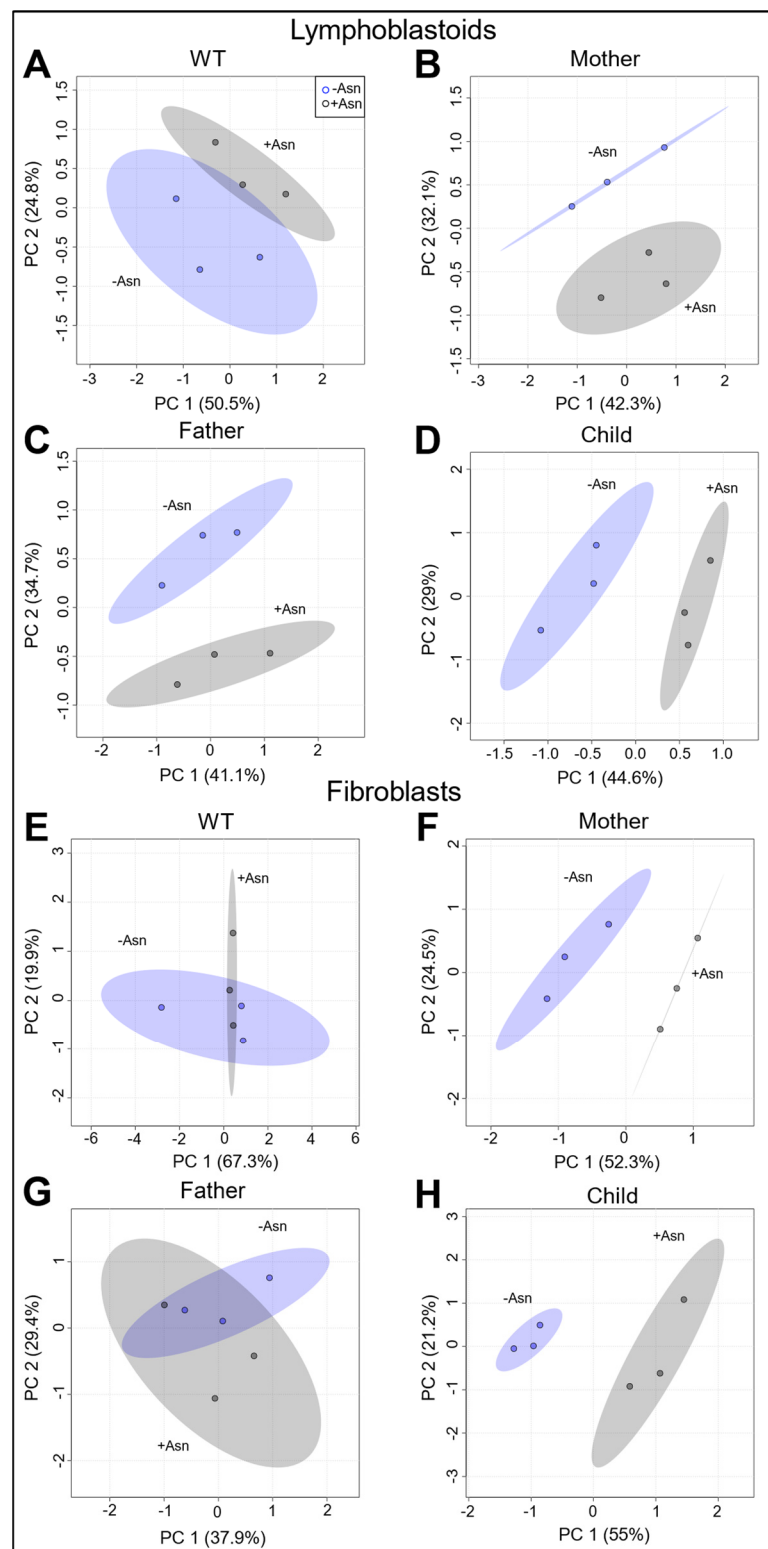 Lymphoblastoids
A
WT
-Asn
+Asn
+Asn
-Asn
PC 2 (24.8%)
1.5
1.0
0.5
0.0
-0.5
-1.0
-1.5
-3 -2 -1 0 1 2
PC 1 (50.5%)
B
Mother
-Asn
+Asn
PC 2 (32.1%)
1.5
1.0
0.5
-0.0
-0.5
-1.0
-1.5
-3 -2 -1 0 1 2
PC 1 (42.3%)
C
Father
-Asn
+Asn
PC 2 (34.7%)
1.5
1.0
0.5
0.0
-0.5
-1.0
-2 -1 0 1 2
PC 1 (41.1%)
D
Child
-Asn
+Asn
PC 2 (29%)
2
1
0
-1
-2
-1.5 -1.0 -0.5 0.0 0.5 1.0
PC 1 (44.6%)
Fibroblasts
E
WT
+Asn
-Asn
PC 2 (19.9%)
3
2
1
0
-1
-2
-6 -4 -2 0 2 4 6
PC 1 (67.3%)
F
Mother
-Asn
+Asn
PC 2 (24.5%)
2
1
0
-1
-2
-2 -1 0 1
PC 1 (52.3%)
G
Father
-Asn
+Asn
PC 2 (29.4%)
1
0
-1
-2
-2 -1 0 1 2
PC 1 (37.9%)
H
Child
+Asn
-Asn
PC 2 (21.2%)
3
2
1
0
-1
-2
-3
-2 -1 0 1 2
PC 1 (55%)